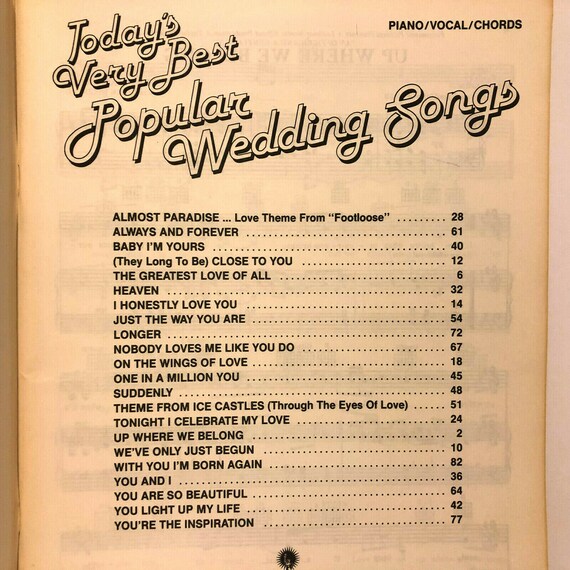 PIANO/VOCAL/CHORDS
Today's
Very Best
Popular
Wedding Songs
ALMOST PARADISE ... Love Theme From "Footloose" ......... 28
ALWAYS AND FOREVER ......... 61
BABY I'M YOURS ......... 40
(They Long To Be) CLOSE TO YOU ......... 12
THE GREATEST LOVE OF ALL ......... 6
HEAVEN ......... 32
I HONESTLY LOVE YOU ......... 14
JUST THE WAY YOU ARE ......... 54
LONGER ......... 72
NOBODY LOVES ME LIKE YOU DO ......... 67
ON THE WINGS OF LOVE ......... 18
ONE IN A MILLION YOU ......... 45
SUDDENLY ......... 48
THEME FROM ICE CASTLES (Through The Eyes Of Love) ...... 51
TONIGHT I CELEBRATE MY LOVE ......... 24
UP WHERE WE BELONG ......... 2
WE'VE ONLY JUST BEGUN ......... 10
WITH YOU I'M BORN AGAIN ......... 82
YOU AND I ......... 36
YOU ARE SO BEAUTIFUL ......... 64
YOU LIGHT UP MY LIFE ......... 42
YOU'RE THE INSPIRATION ......... 77